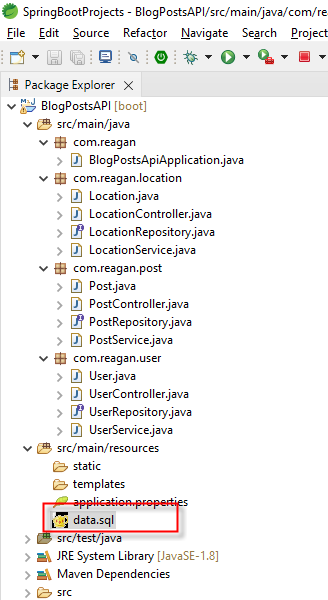 SpringBootProjects - BlogPostsAPI/src/main/java/com/re
File Edit Source Refactor Navigate Search Project
Package Explorer
BlogPostsAPI [boot]
src/main/java
com.reagan
BlogPostsApiApplication.java
com.reagan.location
Location.java
LocationController.java
LocationRepository.java
LocationService.java
com.reagan.post
Post.java
PostController.java
PostRepository.java
PostService.java
com.reagan.user
User.java
UserController.java
UserRepository.java
UserService.java
src/main/resources
static
templates
application.properties
data.sql
src/test/java
JRE System Library [JavaSE-1.8]
Maven Dependencies
src